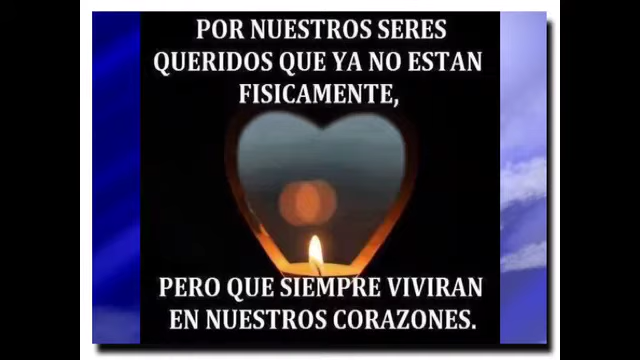 POR NUESTROS SERES
QUERIDOS QUE YA NO ESTAN
FISICAMENTE,
PERO QUE SIEMPRE VIVIRAN
EN NUESTROS CORAZONES.